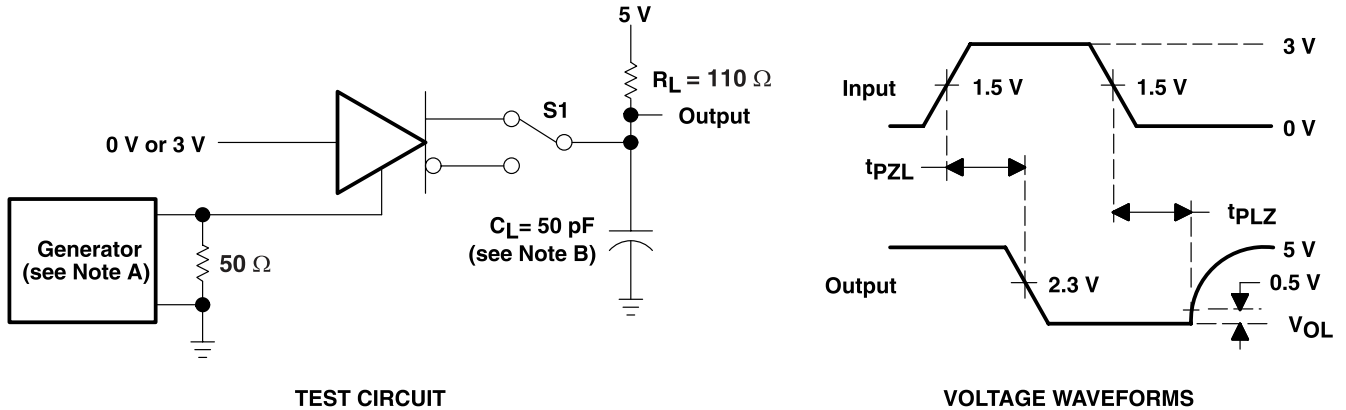 5 V
RL = 110 Ω
S1
Output
0 V or 3 V
Generator
(see Note A)
50 Ω
CL= 50 pF
(see Note B)
TEST CIRCUIT
3 V
Input
1.5 V
1.5 V
0 V
tPZL
tPLZ
5 V
Output
2.3 V
0.5 V
VOL
VOLTAGE WAVEFORMS